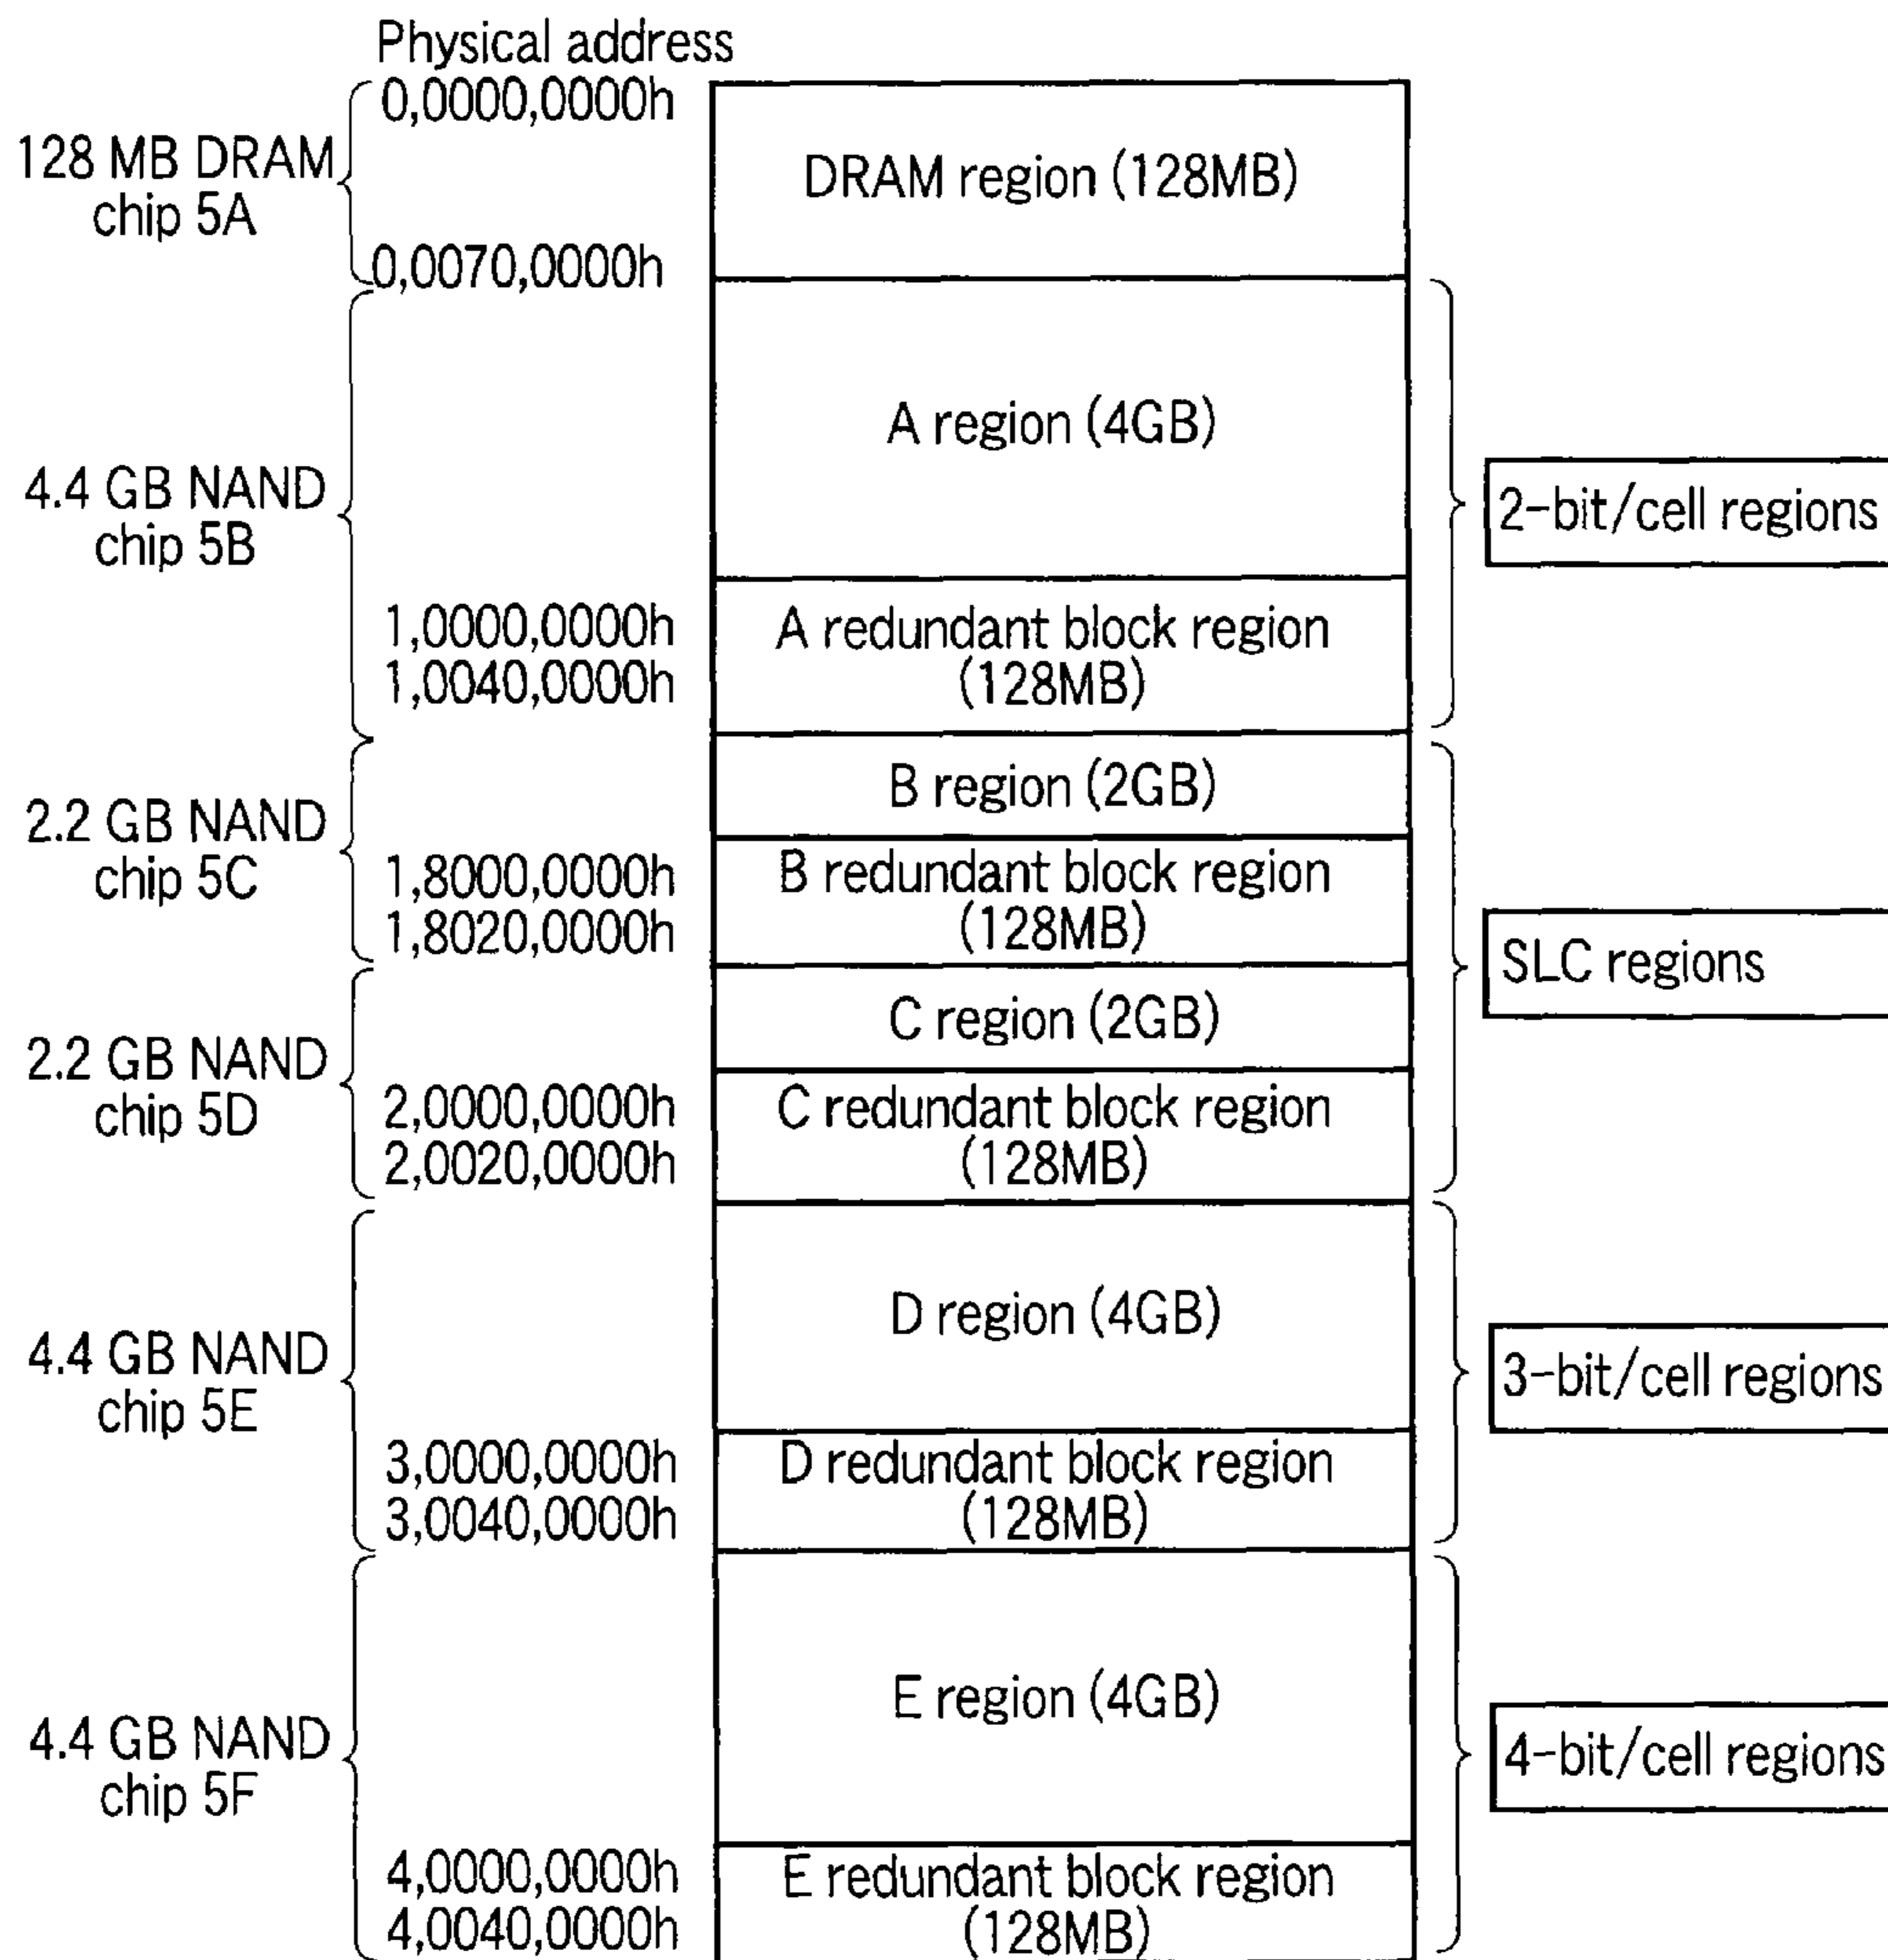 Physical address
0,0000,0000h
128 MB DRAM
chip 5A
DRAM region (128MB)
0,0070,0000h
A region (4GB)
4.4 GB NAND
chip 5B
2-bit/cell regions
1,0000,0000h
1,0040,0000h
A redundant block region
(128MB)
B region (2GB)
2.2 GB NAND
chip 5C
1,8000,0000h
1,8020,0000h
B redundant block region
(128MB)
SLC regions
C region (2GB)
2.2 GB NAND
chip 5D
2,0000,0000h
2,0020,0000h
C redundant block region
(128MB)
D region (4GB)
4.4 GB NAND
chip 5E
3-bit/cell regions
3,0000,0000h
3,0040,0000h
D redundant block region
(128MB)
E region (4GB)
4.4 GB NAND
chip 5F
4-bit/cell regions
4,0000,0000h
4,0040,0000h
E redundant block region
(128MB)